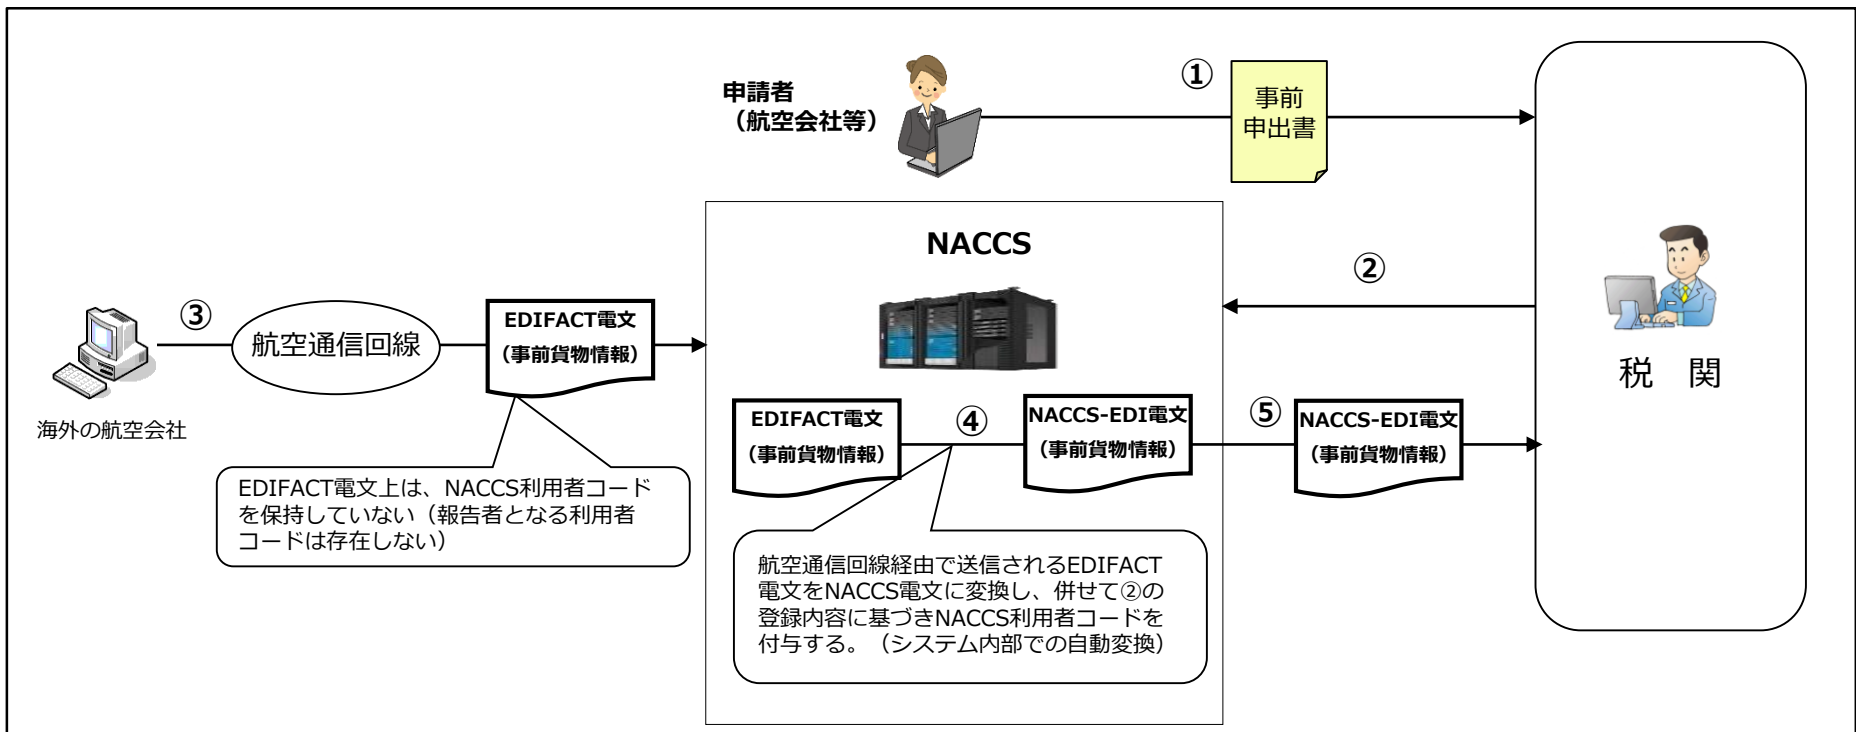 申請者
（航空会社等）
①
事前
申出書
NACCS
②
税　関
③
航空通信回線
EDIFACT電文
（事前貨物情報）
海外の航空会社
EDIFACT電文上は、NACCS利用者コード
を保持していない（報告者となる利用者
コードは存在しない）
EDIFACT電文
（事前貨物情報）
④
NACCS-EDI電文
（事前貨物情報）
⑤
NACCS-EDI電文
（事前貨物情報）
航空通信回線経由で送信されるEDIFACT
電文をNACCS電文に変換し、併せて②の
登録内容に基づきNACCS利用者コードを
付与する。（システム内部での自動変換）